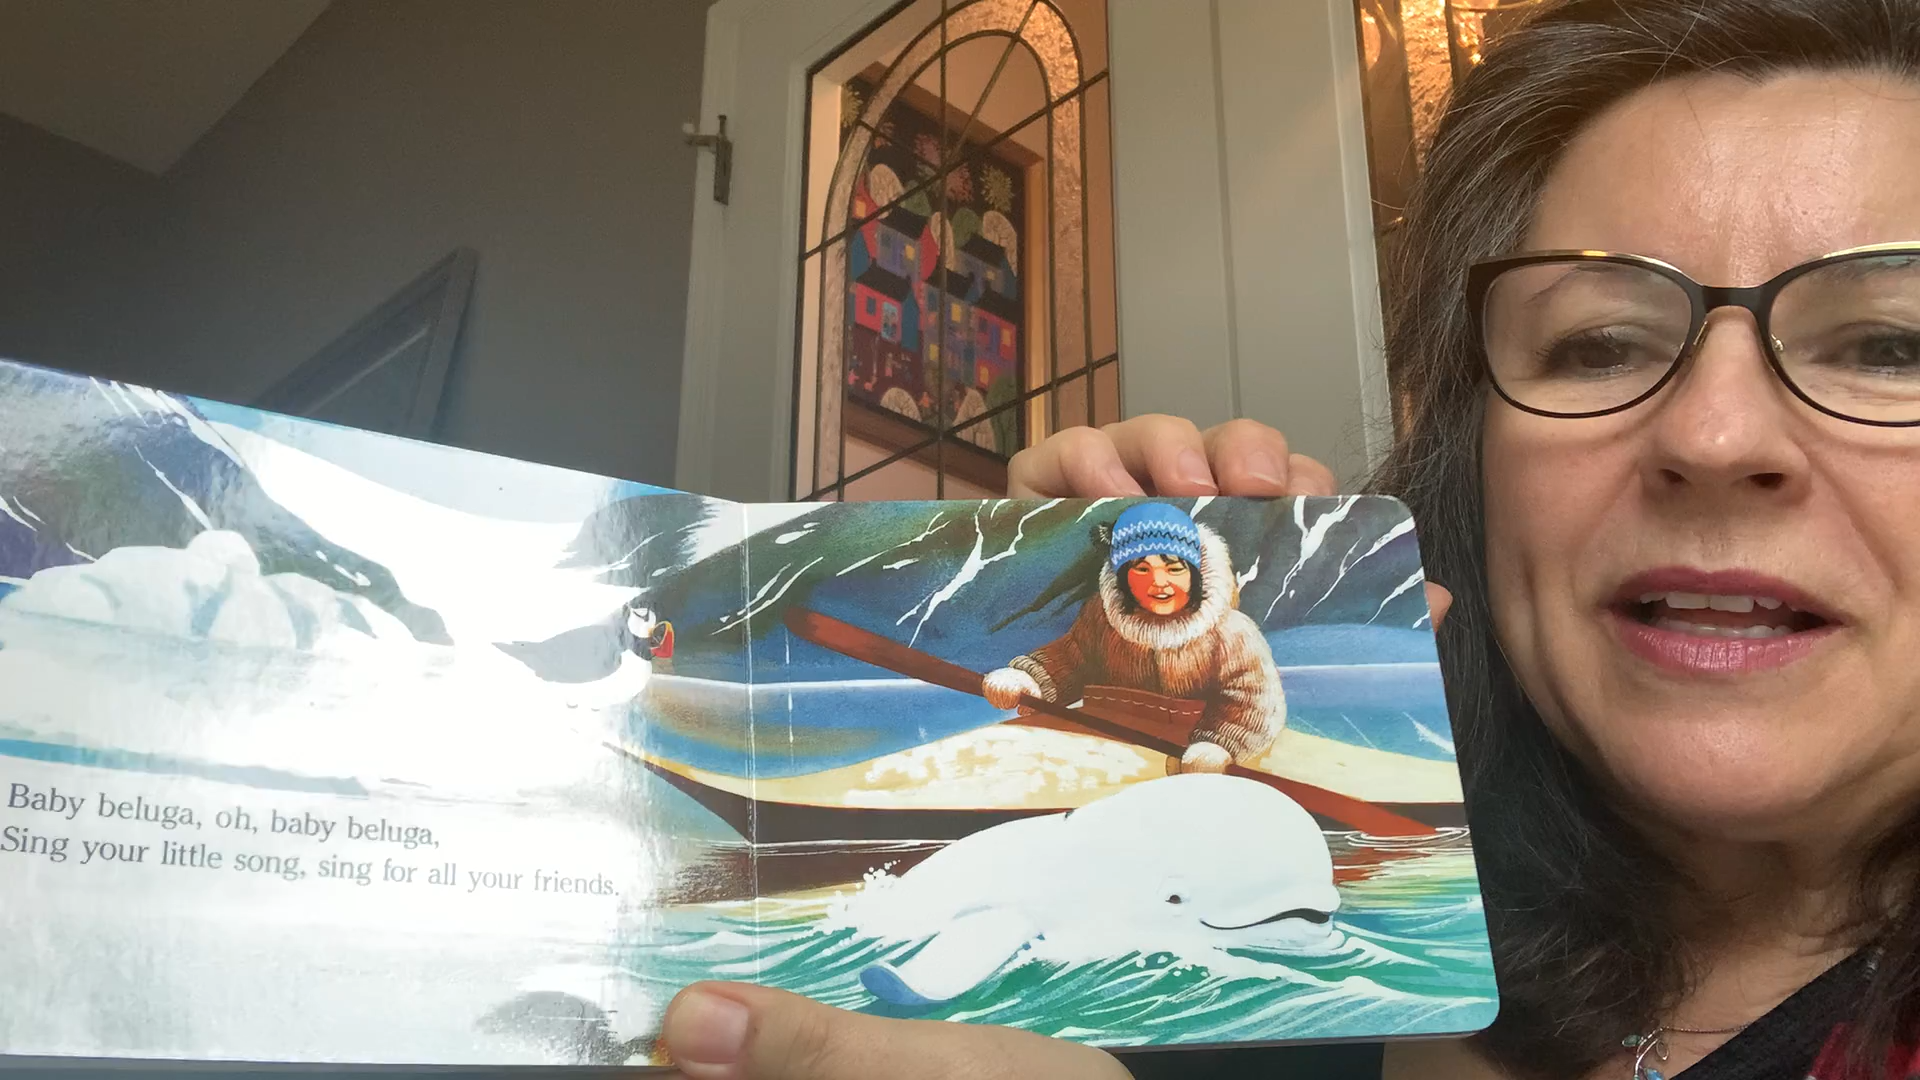 Baby beluga, oh, baby beluga,
Sing your little song, sing for all your friends.